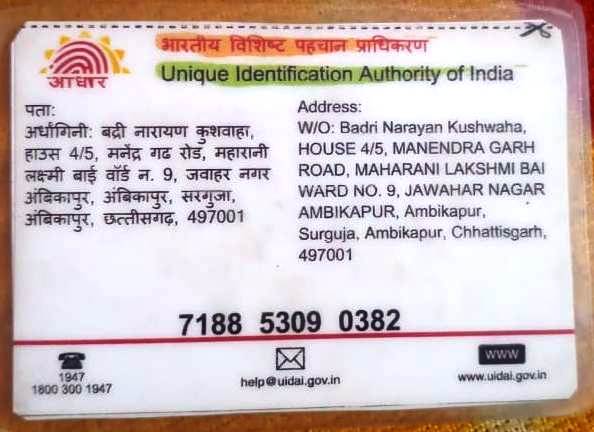 भारतीय विशिष्ट पहचान प्राधिकरण
Unique Identification Authority of India
आधार
पता:
अर्धांगिनी: बद्री नारायण कुशवाहा,
हाउस 4/5, मनेंद्र गढ रोड, महारानी
लक्ष्मी बाई वॉर्ड न. 9, जवाहर नगर
अंबिकापुर, अंबिकापुर, सरगुजा,
अंबिकापुर, छत्तीसगढ़, 497001
Address:
W/O: Badri Narayan Kushwaha,
HOUSE 4/5, MANENDRA GARH
ROAD, MAHARANI LAKSHMI BAI
WARD NO. 9, JAWAHAR NAGAR
AMBIKAPUR, Ambikapur,
Surguja, Ambikapur, Chhattisgarh,
497001
7188 5309 0382
1947
1800 300 1947
help@uidai.gov.in
www
www.uidai.gov.in